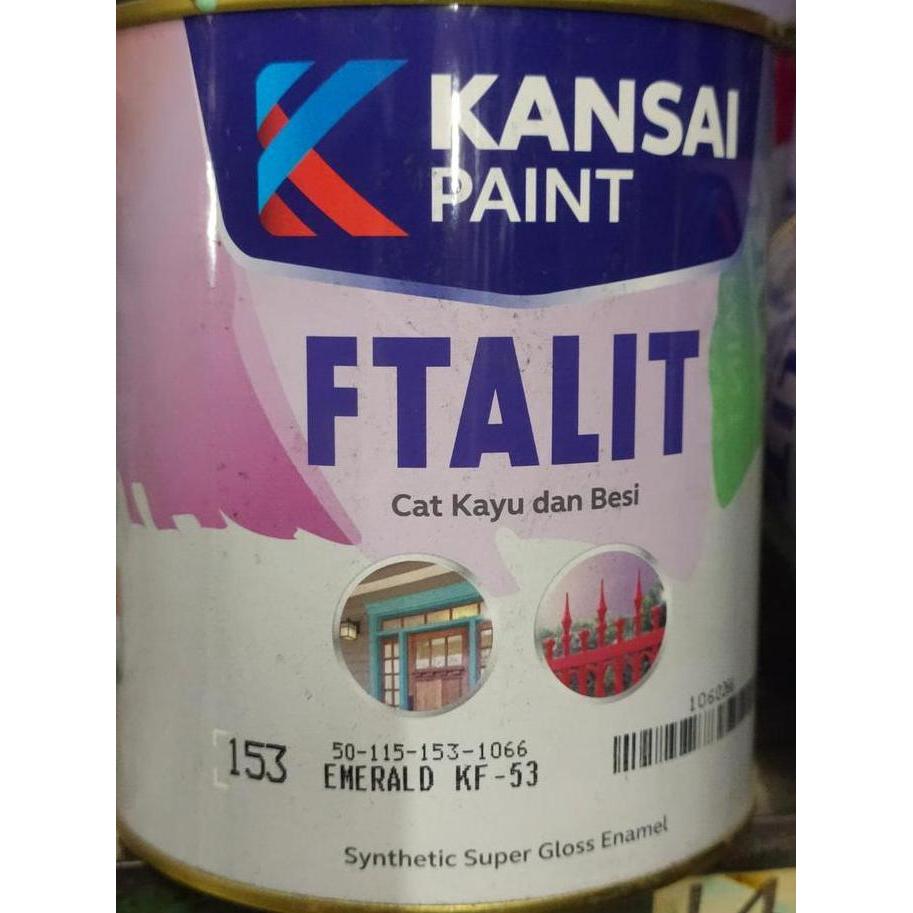 KANSAI
PAINT
FTALIT
Cat Kayu dan Besi
153
50-115-153-1066
EMERALD KF-53
Synthetic Super Gloss Enamel